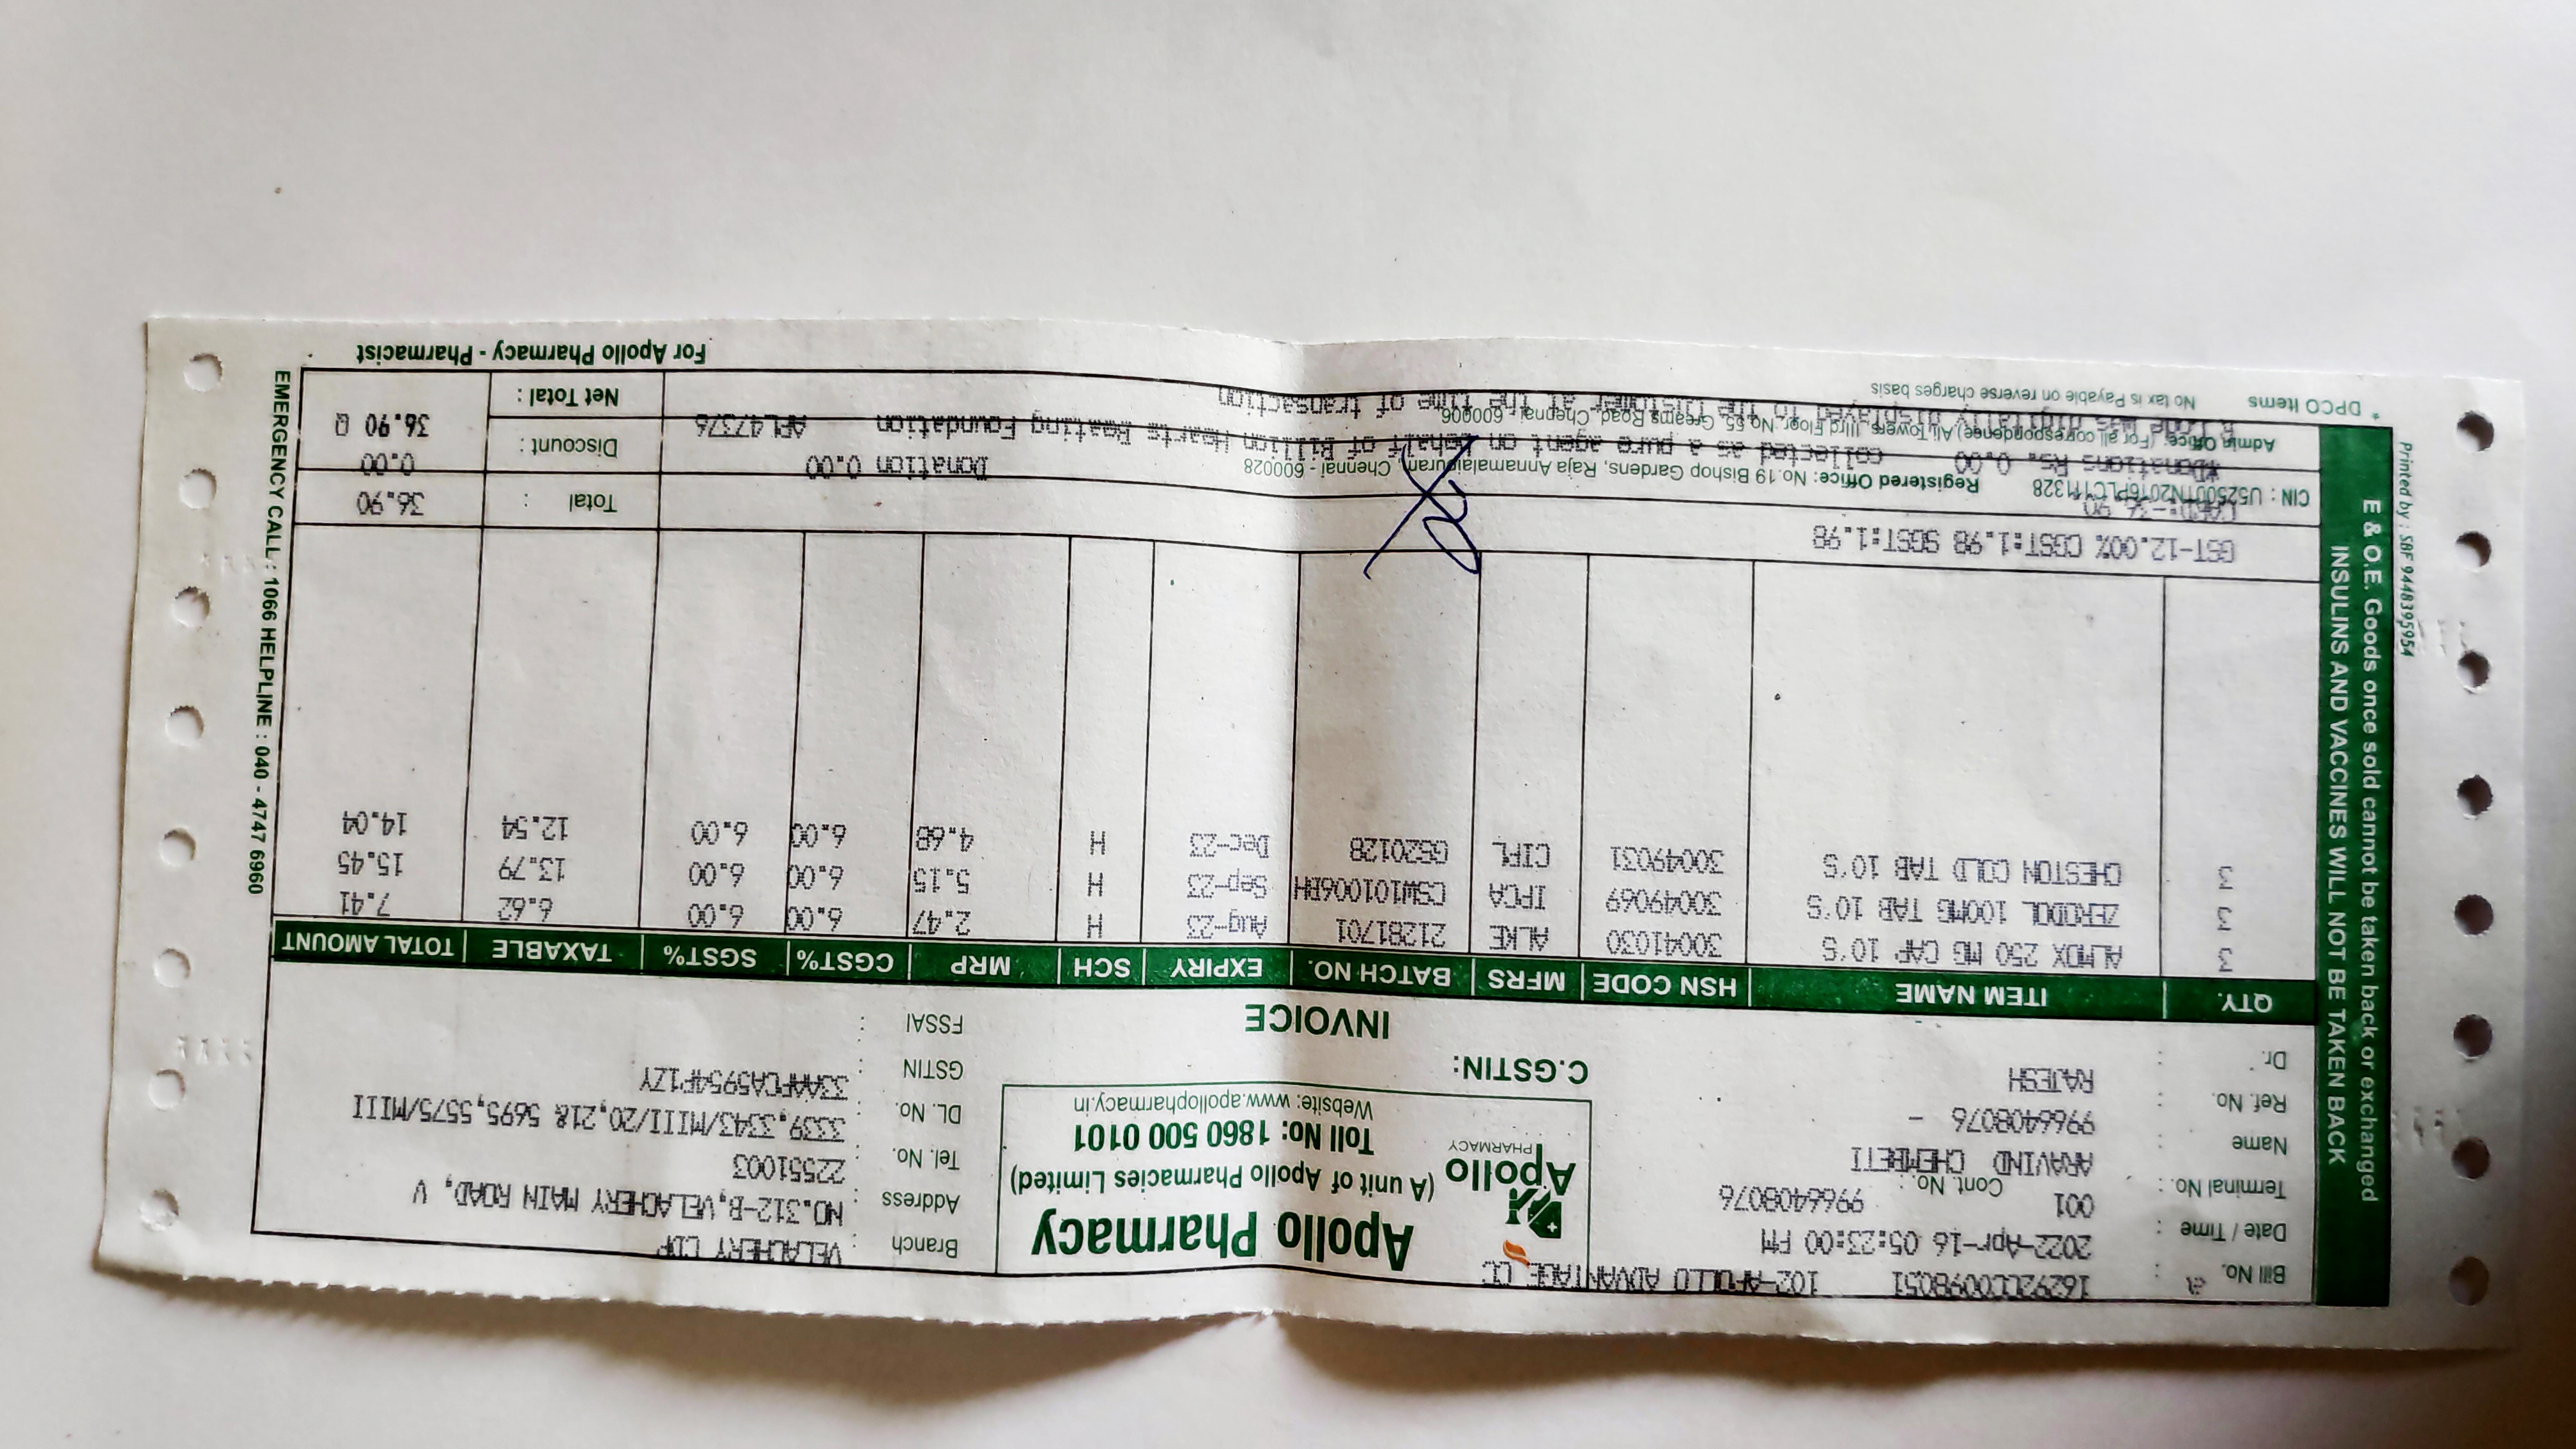 Bill No. : 102-APOLLO ADVANTAGE CC
Date / Time : 2022-Apr-16 05:23:00 PM
Terminal No. : 001 Cont. No. : 9966408076
Name : ARAVIND CHEMBETI
Ref. No. : 9966408076 -
Dr. : RAJESH
Apollo
PHARMACY
Apollo Pharmacy
(A unit of Apollo Pharmacies Limited)
Toll No: 1860 500 0101
Website: www.apollopharmacy.in
C.GSTIN:
INVOICE
Branch : VELACHERY CDP
Address : NO.312-B,VELACHERY MAIN ROAD, V
Tel. No. : 22551003
DL. No. : 3339,3343/MIII/20,21& 5695,5575/MIII
GSTIN : 33AAPCA5954F1ZY
FSSAI :
QTY. ITEM NAME HSN CODE MFRS BATCH NO. EXPIRY SCH MRP CGST% SGST% TAXABLE TOTAL AMOUNT
3 ALMOX 250 MG CAP 10'S 30041030 ALKE 21281701 Aug-23 H 2.47 6.00 6.00 6.62 7.41
3 ZERODOL 100MG TAB 10'S 30049069 IPCA Sep-23 H 5.15 6.00 6.00 13.79 15.45
3 CHESTON COLD TAB 10'S 30049031 CIPL Dec-23 H 4.68 6.00 6.00 12.54 14.04
GST-12.00% CGST:1.98 SGST:1.98
Total : 36.90
Discount : 0.00
Net Total : 36.90 Q
Donation 0.00
CIN : U52500TN2016PLC111328 Registered Office: No.19 Bishop Gardens, Raja Annamalaipuram, Chennai - 600028
*Donations Rs. 0.00 collected as a pure agent on behalf of Billion Hearts Beating Foundation APL47376
Admin Office: (For all correspondence) Ali Towers, IIIrd Floor, No.55, Greams Road, Chennai - 600006
displayed to the customer at the time of transaction
* DPCO Items No tax is Payable on reverse charges basis
For Apollo Pharmacy - Pharmacist
EMERGENCY CALL : 1066 HELPLINE : 040 - 4747 6960
E & O.E. Goods once sold cannot be taken back or exchanged
INSULINS AND VACCINES WILL NOT BE TAKEN BACK
Printed by : SBF 9448395954